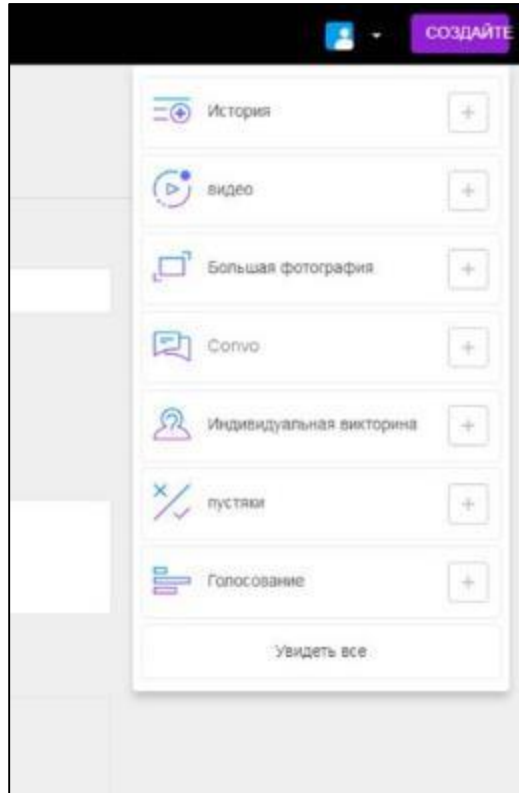 СОЗДАЙТЕ
История
видео
Большая фотография
Convo
Индивидуальная викторина
пустяки
Голосование
Увидеть все